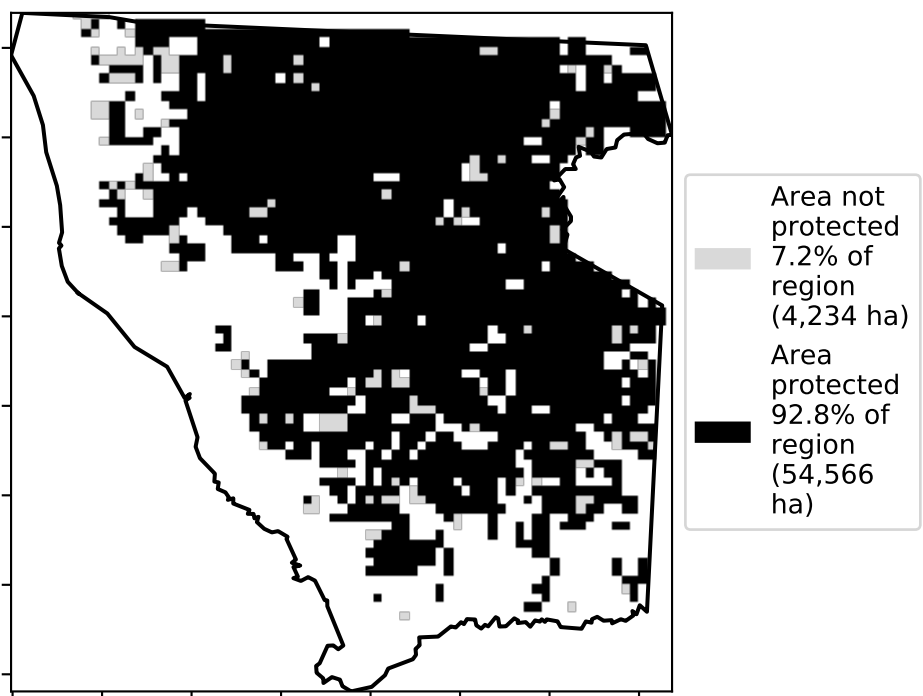 Area not
protected
7.2% of
region
(4,234 ha)
Area
protected
92.8% of
region
(54,566
ha)